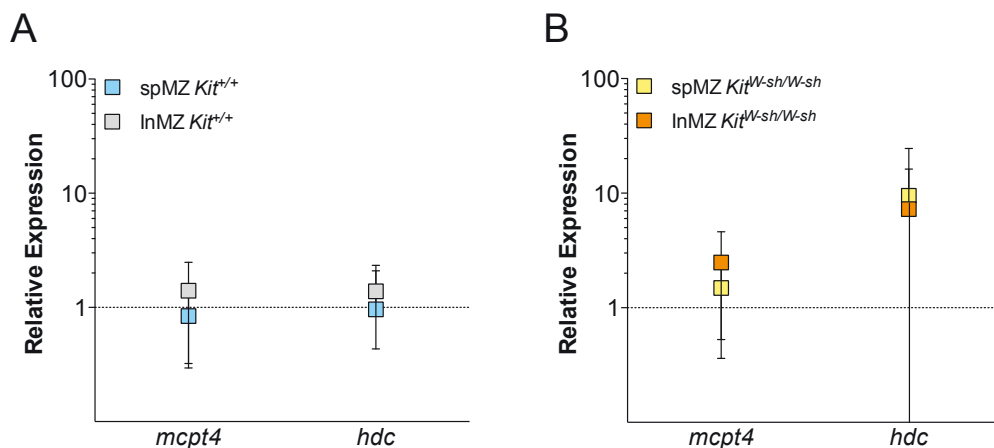 A
Relative Expression
100
10
1
spMZ Kit+/+
lnMZ Kit+/+
mcpt4 hdc
B
Relative Expression
100
10
1
spMZ KitW-sh/W-sh
lnMZ KitW-sh/W-sh
mcpt4 hdc